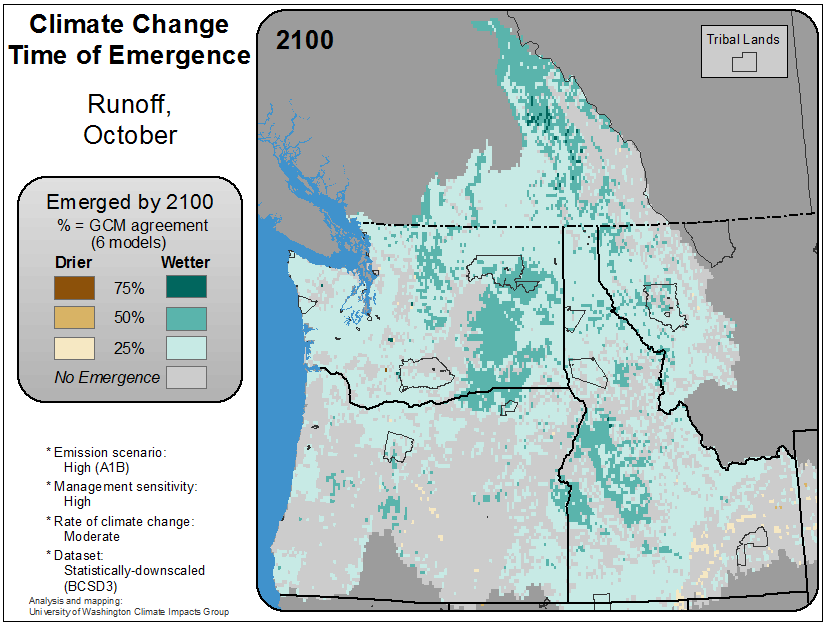 Climate Change
Time of Emergence
Runoff,
October
Emerged by 2100
% = GCM agreement
(6 models)
Drier Wetter
75%
50%
25%
No Emergence
* Emission scenario:
High (A1B)
* Management sensitivity:
High
* Rate of climate change:
Moderate
* Dataset:
Statistically-downscaled
(BCSD3)
Analysis and mapping:
University of Washington Climate Impacts Group
2100
Tribal Lands